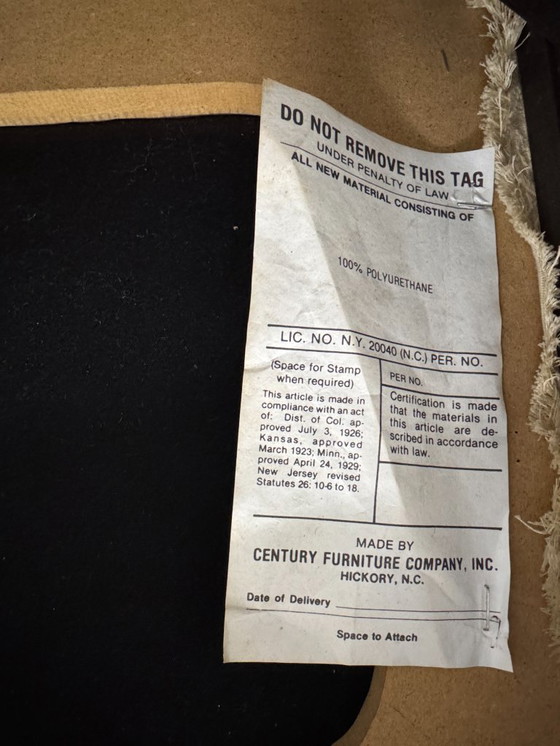 DO NOT REMOVE THIS TAG
UNDER PENALTY OF LAW
ALL NEW MATERIAL CONSISTING OF
100% POLYURETHANE
LIC. NO. N.Y. 20040 (N.C.) PER. NO.
(Space for Stamp
when required)
This article is made in
compliance with an act
of; Dist. of Col. ap-
proved July 3, 1926;
Kansas, approved
March 1923; Minn., ap-
proved April 24, 1929;
New Jersey revised
Statutes 26: 10-6 to 18.
PER NO.
Certification is made
that the materials in
this article are de-
scribed in accordance
with law.
MADE BY
CENTURY FURNITURE COMPANY, INC.
HICKORY, N.C.
Date of Delivery
Space to Attach